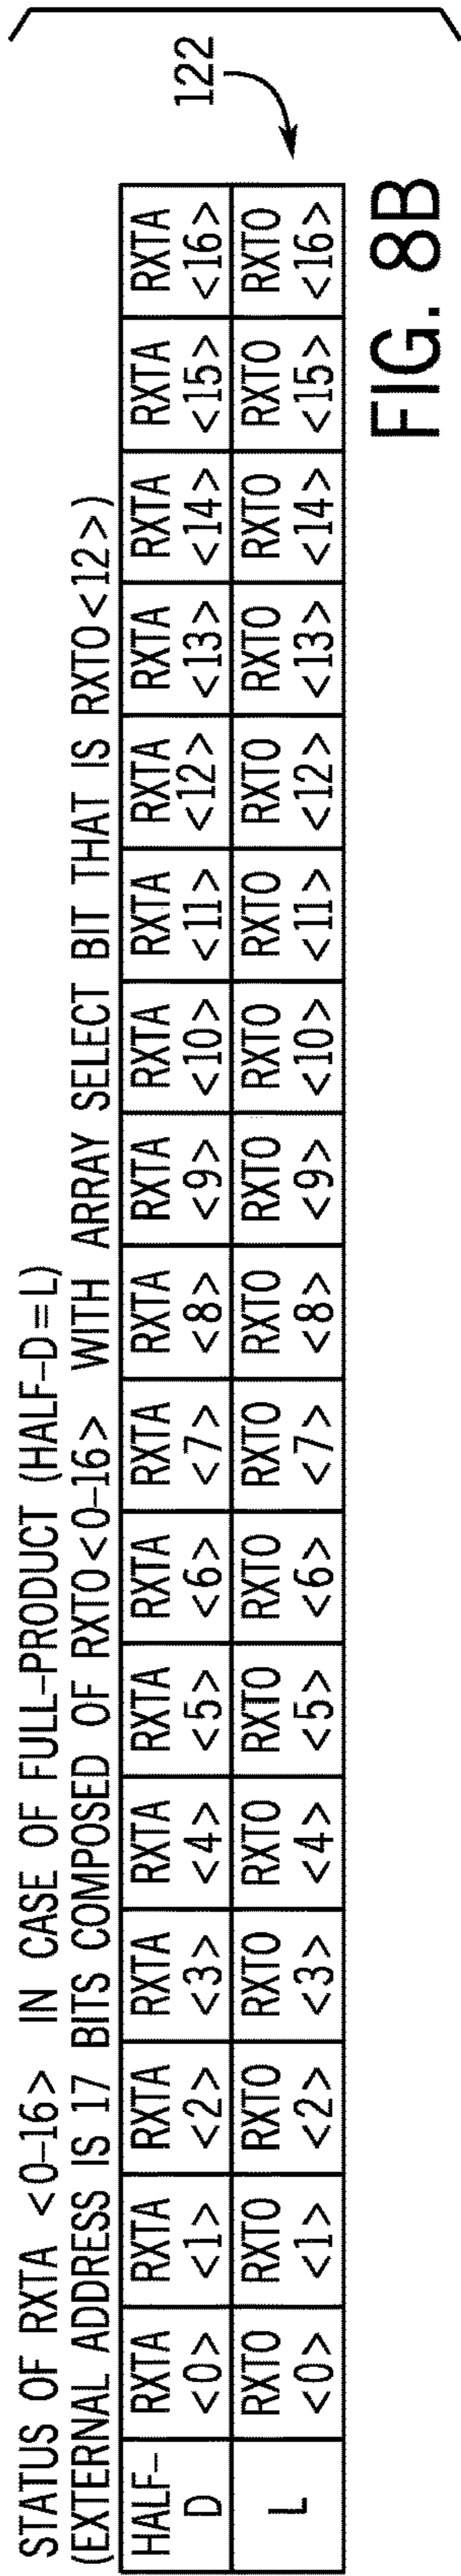 STATUS OF RXTA <0–16> IN CASE OF FULL–PRODUCT (HALF–D=L)
(EXTERNAL ADDRESS IS 17 BITS COMPOSED OF RXTO<0–16> WITH ARRAY SELECT BIT THAT IS RXTO<12>)
HALF– RXTA RXTA RXTA RXTA RXTA RXTA RXTA RXTA RXTA RXTA RXTA RXTA RXTA RXTA RXTA RXTA RXTA
D <0> <1> <2> <3> <4> <5> <6> <7> <8> <9> <10> <11> <12> <13> <14> <15> <16>
L RXTO RXTO RXTO RXTO RXTO RXTO RXTO RXTO RXTO RXTO RXTO RXTO RXTO RXTO RXTO RXTO RXTO
<0> <1> <2> <3> <4> <5> <6> <7> <8> <9> <10> <11> <12> <13> <14> <15> <16>
122
FIG. 8B